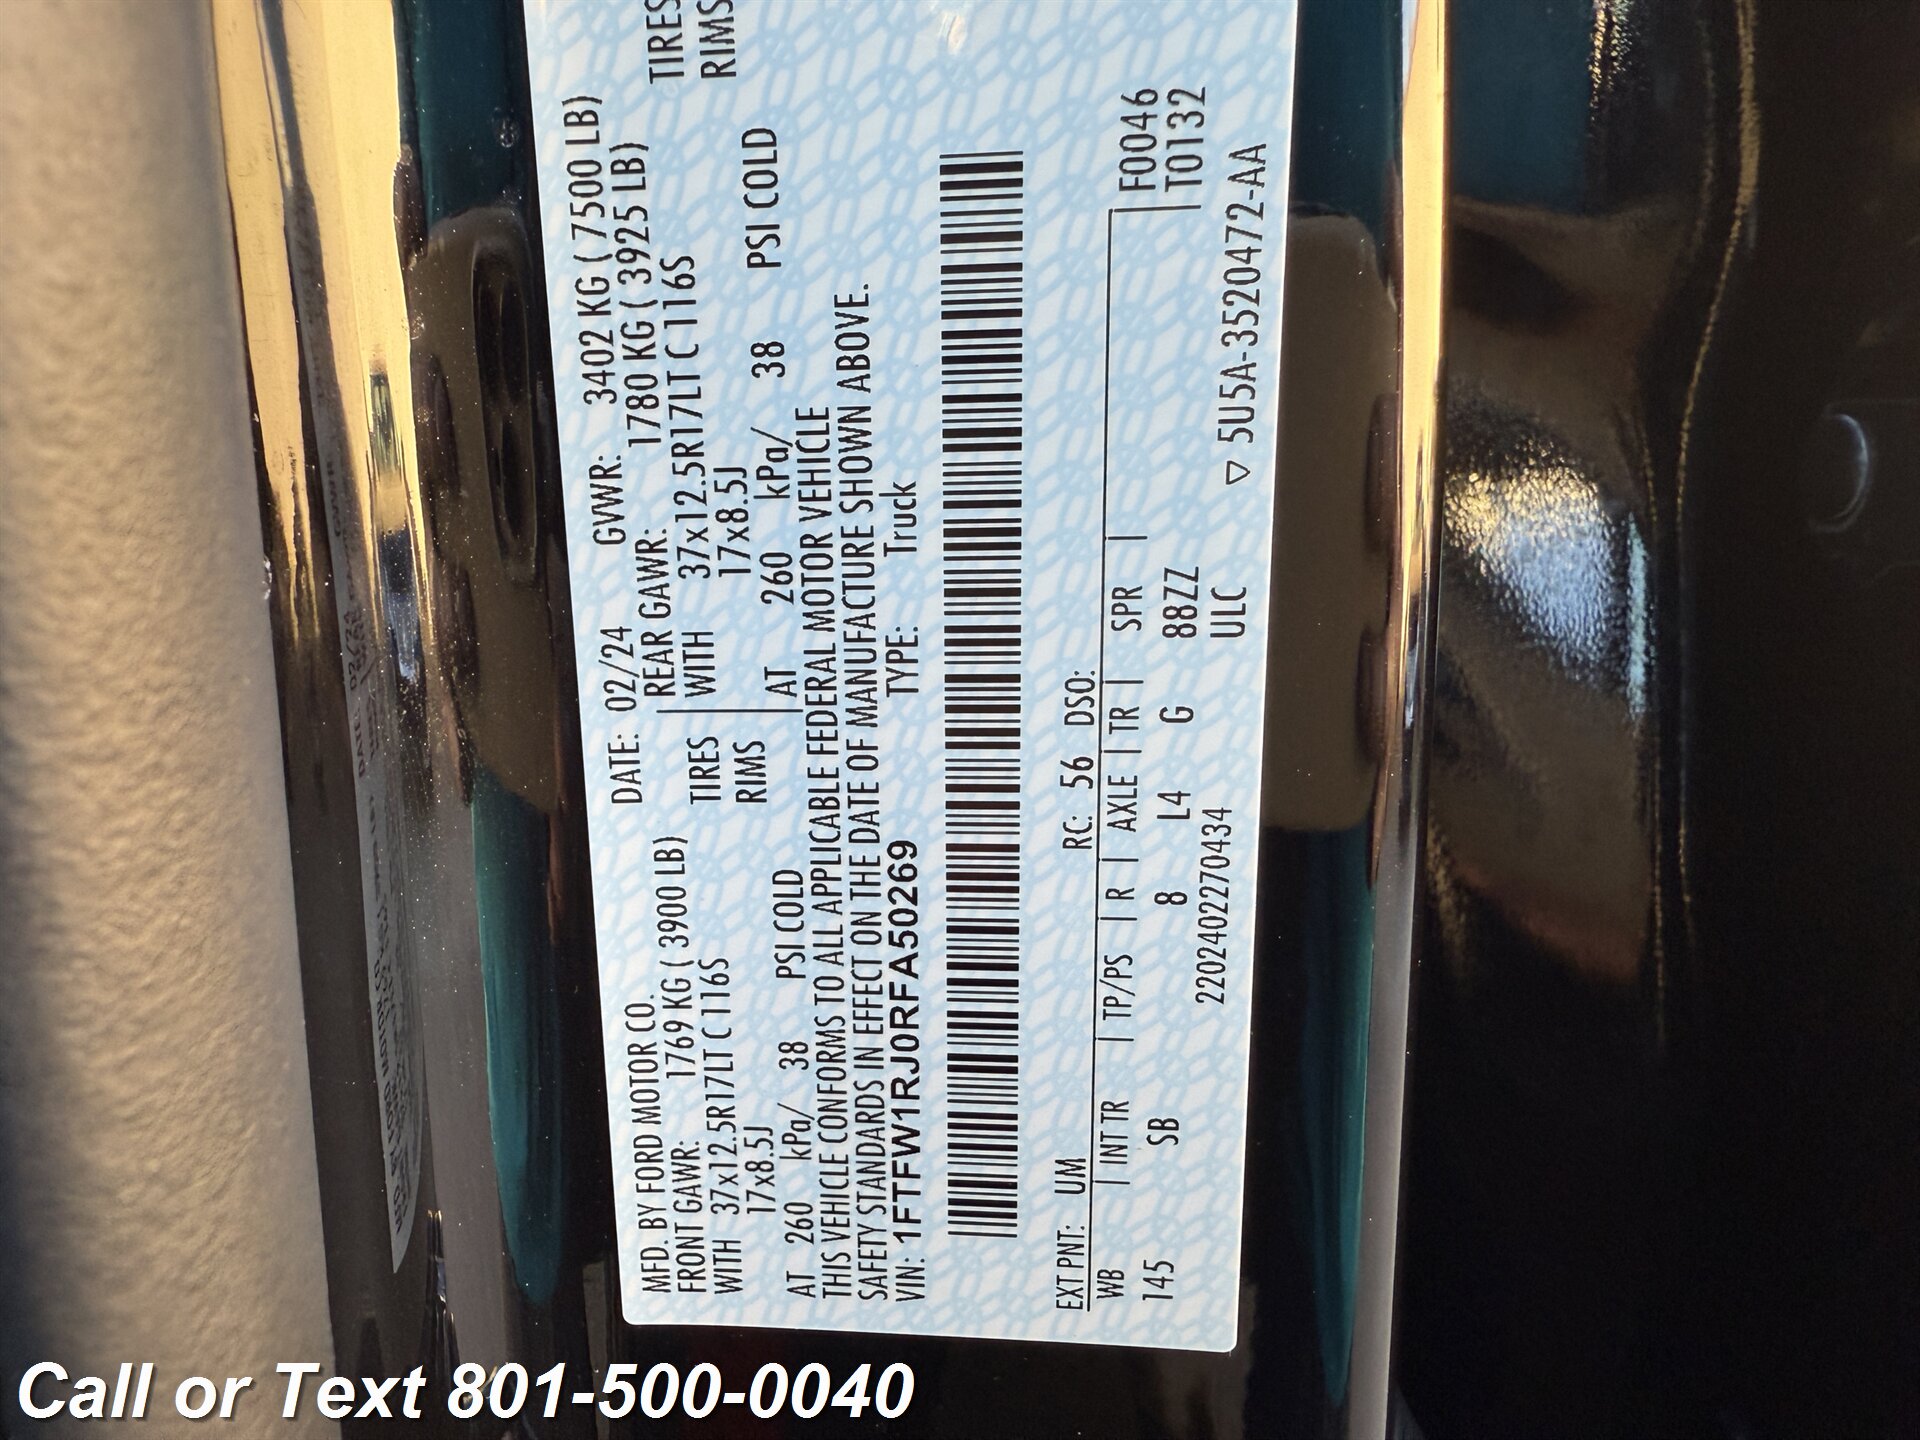 MFD. BY FORD MOTOR CO. DATE: 02/24 GVWR: 3402 KG ( 7500 LB)
FRONT GAWR: 1769 KG ( 3900 LB) REAR GAWR: 1780 KG ( 3925 LB)
WITH 37x12.5R17LT C 116S TIRES WITH 37x12.5R17LT C 116S TIRES
17x8.5J RIMS 17x8.5J RIMS
AT 260 kPa/ 38 PSI COLD AT 260 kPa/ 38 PSI COLD
THIS VEHICLE CONFORMS TO ALL APPLICABLE FEDERAL MOTOR VEHICLE
SAFETY STANDARDS IN EFFECT ON THE DATE OF MANUFACTURE SHOWN ABOVE.
VIN: 1FTFW1RJ0RFA50269 TYPE: Truck
EXT PNT: UM RC: 56 DSO:
WB | INT TR | TP/PS | R | AXLE | TR | SPR | F0046
145 SB 8 L4 G 88ZZ T0132
2202402270434 ULC
▽ 5U5A-3520472-AA
Call or Text 801-500-0040